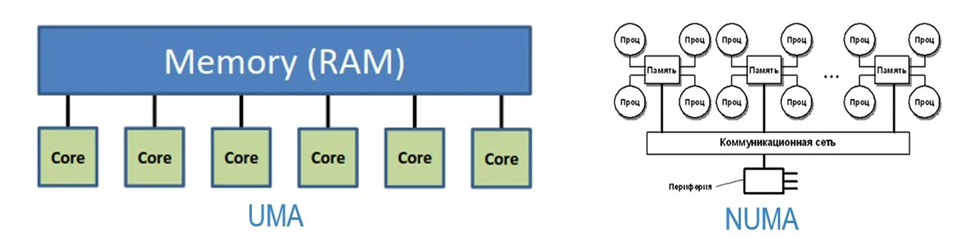 Memory (RAM)
Core Core Core Core Core Core
UMA
Проц Проц Проц Проц Проц Проц
Память Память ... Память
Проц Проц Проц Проц Проц Проц
Коммуникационная сеть
Периферия
NUMA